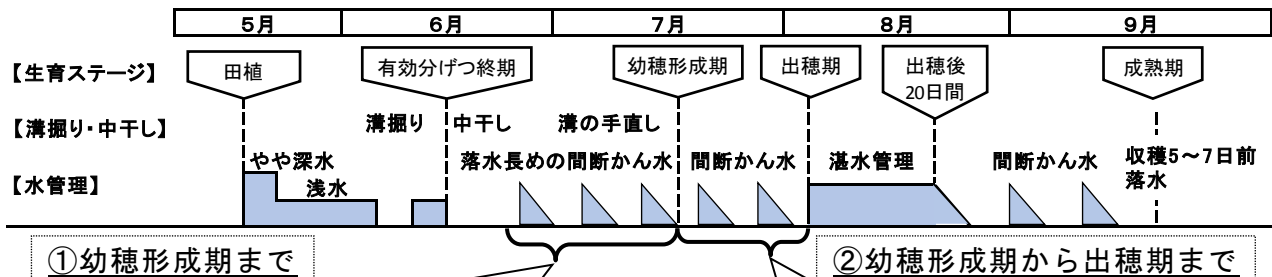 5月 6月 7月 8月 9月
【生育ステージ】 田植 有効分げつ終期 幼穂形成期 出穂期 出穂後 20日間 成熟期
【溝掘り・中干し】 溝掘り 中干し 溝の手直し
【水管理】 やや深水 浅水 落水長めの間断かん水 間断かん水 湛水管理 間断かん水 収穫5～7日前 落水
①幼穂形成期まで ②幼穂形成期から出穂期まで